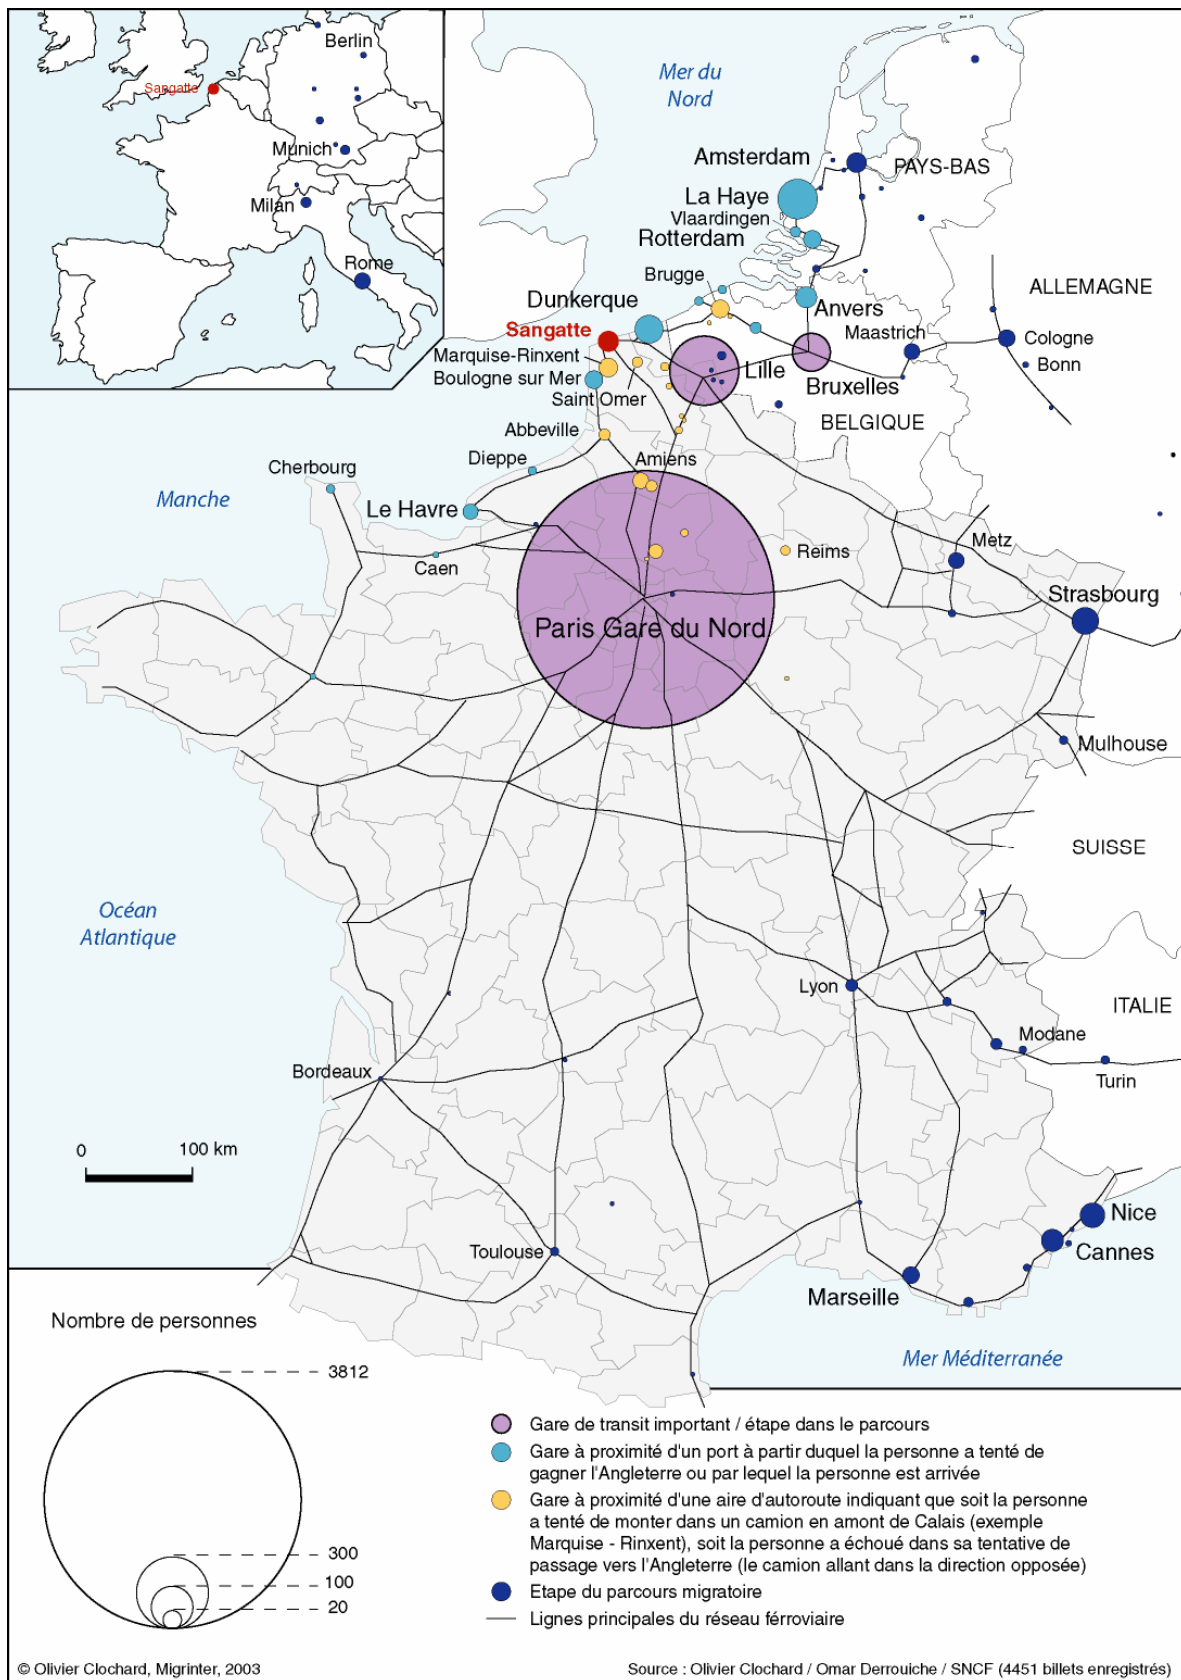 Berlin
Sangatte
Munich
Milan
Rome
Mer du
Nord
Amsterdam
PAYS-BAS
La Haye
Vlaardingen
Rotterdam
Brugge
ALLEMAGNE
Dunkerque
Anvers
Sangatte
Maastrich
Cologne
Marquise-Rinxent
Lille
Bonn
Boulogne sur Mer
Bruxelles
Saint Omer
BELGIQUE
Abbeville
Amiens
Dieppe
Cherbourg
Manche
Le Havre
Metz
Reims
Caen
Strasbourg
Paris Gare du Nord
Mulhouse
SUISSE
Océan
Atlantique
Lyon
ITALIE
Modane
Bordeaux
Turin
0 100 km
Nice
Toulouse
Cannes
Marseille
Mer Méditerranée
Nombre de personnes
3812
300
100
20
Gare de transit important / étape dans le parcours
Gare à proximité d'un port à partir duquel la personne a tenté de
gagner l'Angleterre ou par lequel la personne est arrivée
Gare à proximité d'une aire d'autoroute indiquant que soit la personne
a tenté de monter dans un camion en amont de Calais (exemple
Marquise - Rinxent), soit la personne a échoué dans sa tentative de
passage vers l'Angleterre (le camion allant dans la direction opposée)
Etape du parcours migratoire
Lignes principales du réseau férroviaire
© Olivier Clochard, Migrinter, 2003
Source : Olivier Clochard / Omar Derrouiche / SNCF (4451 billets enregistrés)